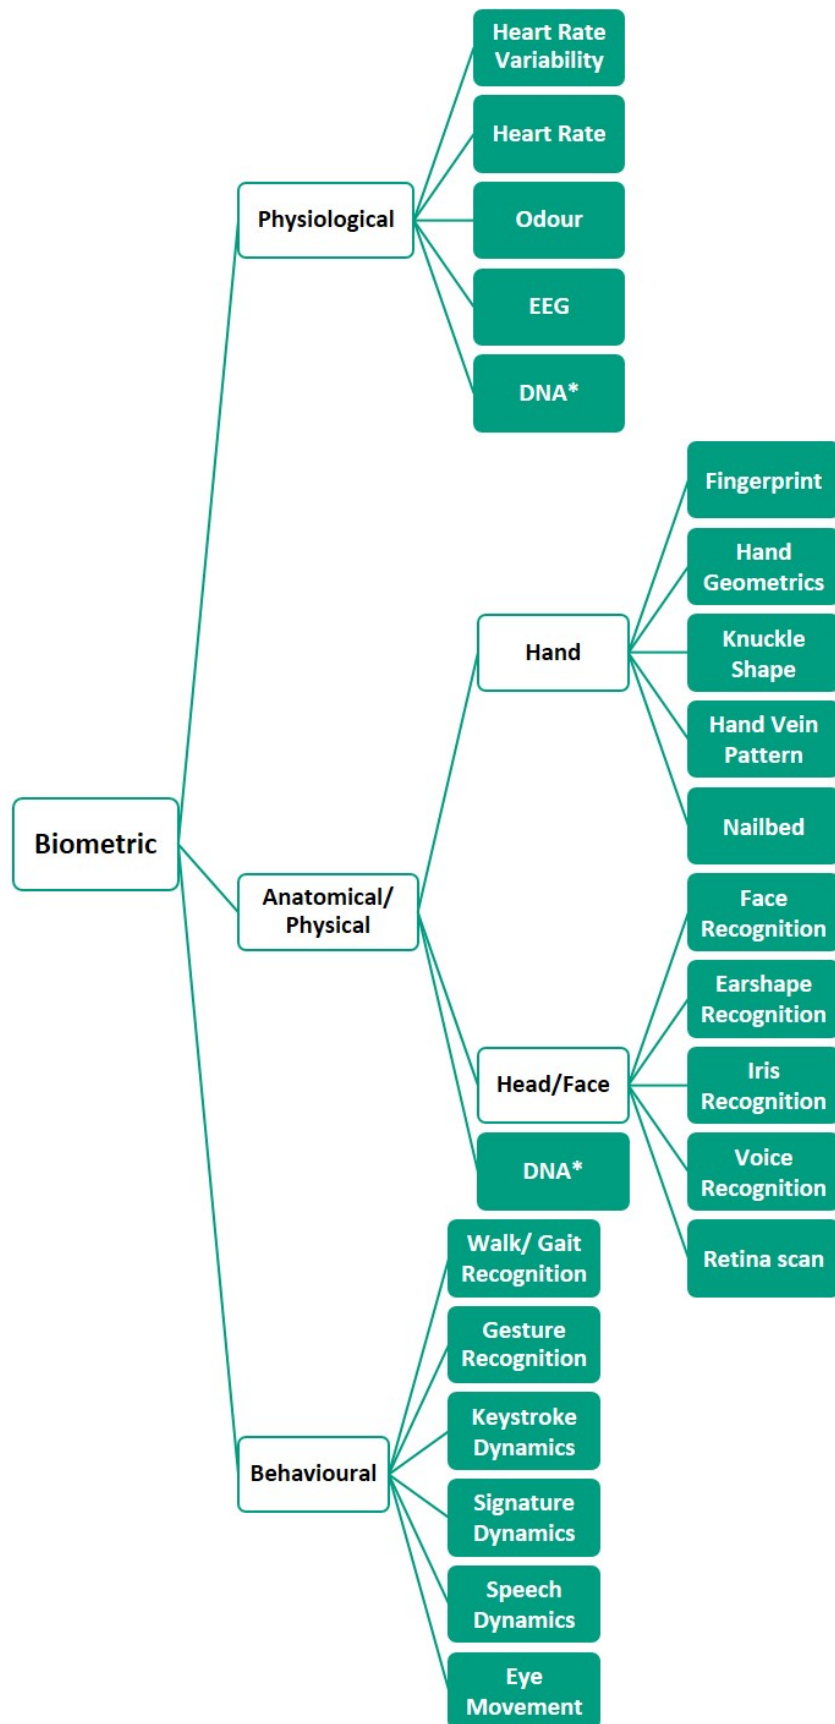 Heart Rate
Variability
Heart Rate
Physiological
Odour
EEG
DNA*
Fingerprint
Hand
Geometrics
Hand
Knuckle
Shape
Hand Vein
Pattern
Nailbed
Biometric
Anatomical/
Physical
Face
Recognition
Earshape
Recognition
Head/Face
Iris
Recognition
Voice
Recognition
DNA*
Retina scan
Walk/ Gait
Recognition
Gesture
Recognition
Keystroke
Dynamics
Behavioural
Signature
Dynamics
Speech
Dynamics
Eye
Movement